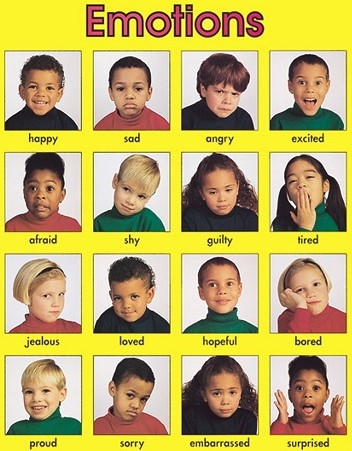 Emotions
happy sad angry excited
afraid shy guilty tired
jealous loved hopeful bored
proud sorry embarrassed surprised